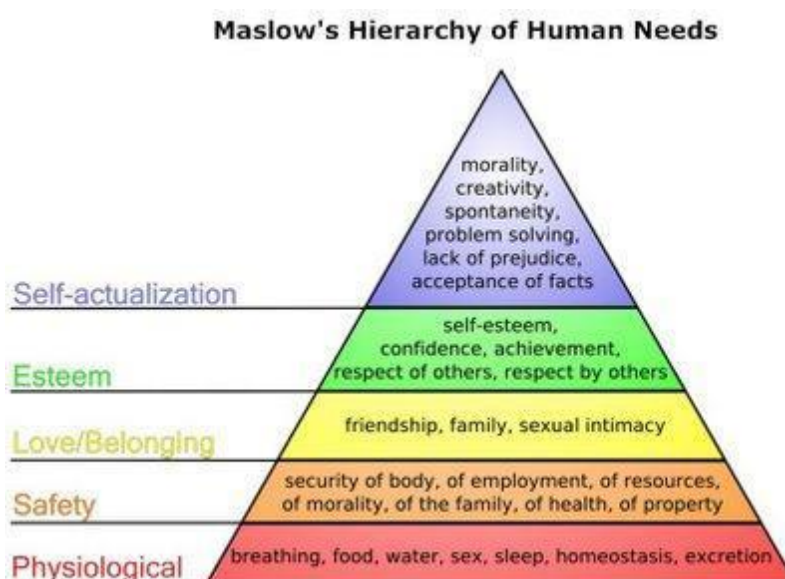 Maslow's Hierarchy of Human Needs
morality,
creativity,
spontaneity,
problem solving,
lack of prejudice,
acceptance of facts
Self-actualization
self-esteem,
confidence, achievement,
respect of others, respect by others
Esteem
friendship, family, sexual intimacy
Love/Belonging
security of body, of employment, of resources,
of morality, of the family, of health, of property
Safety
breathing, food, water, sex, sleep, homeostasis, excretion
Physiological